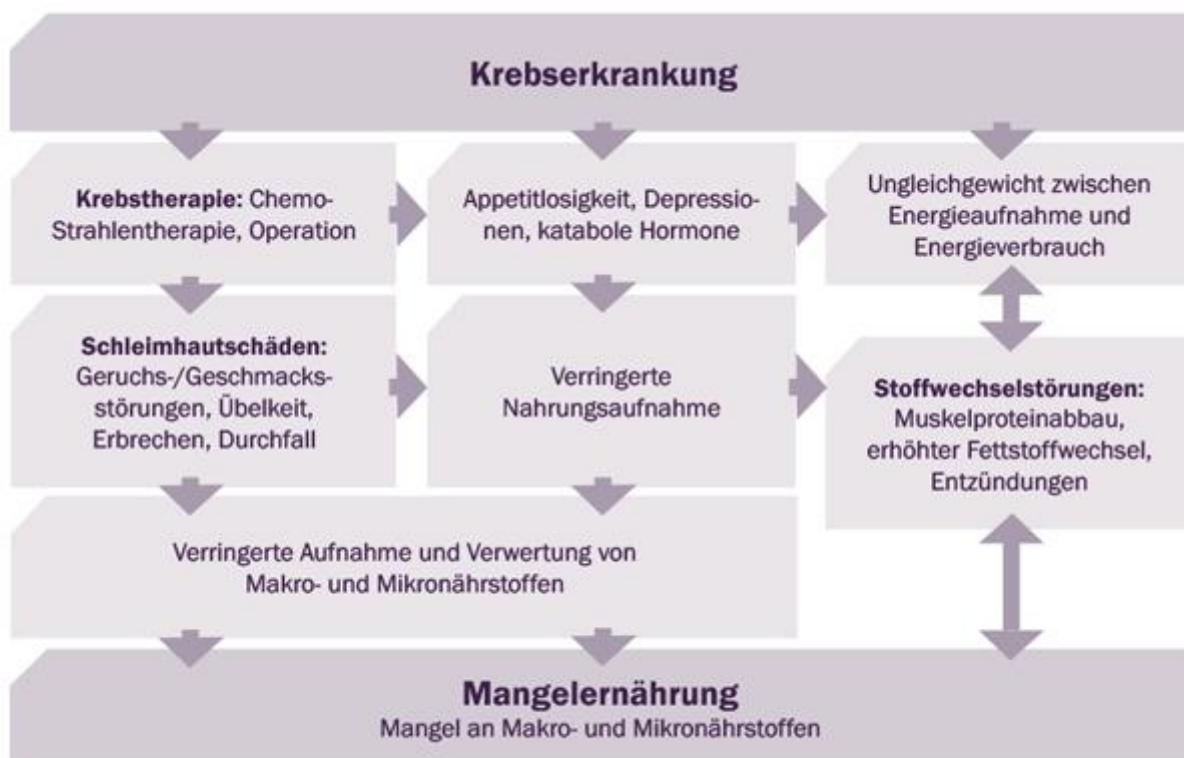 Krebserkrankung
Krebstherapie: Chemo-
Strahlentherapie, Operation
Appetitlosigkeit, Depressio-
nen, katabole Hormone
Ungleichgewicht zwischen
Energieaufnahme und
Energieverbrauch
Schleimhautschäden:
Geruchs-/Geschmacks-
störungen, Übelkeit,
Erbrechen, Durchfall
Verringerte
Nahrungsaufnahme
Stoffwechselstörungen:
Muskelproteinabbau,
erhöhter Fettstoffwechsel,
Entzündungen
Verringerte Aufnahme und Verwertung von
Makro- und Mikronährstoffen
Mangelernährung
Mangel an Makro- und Mikronährstoffen